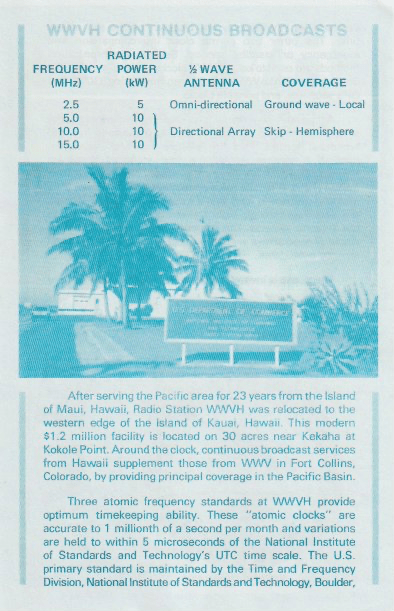 WWVH CONTINUOUS BROADCASTS
RADIATED
FREQUENCY POWER ½ WAVE
(MHz) (kW) ANTENNA COVERAGE
2.5 5 Omni-directional Ground wave - Local
5.0 10
10.0 10 Directional Array Skip - Hemisphere
15.0 10
U.S. DEPARTMENT OF COMMERCE
After serving the Pacific area for 23 years from the Island
of Maui, Hawaii, Radio Station WWVH was relocated to the
western edge of the Island of Kauai, Hawaii. This modern
$1.2 million facility is located on 30 acres near Kekaha at
Kokole Point. Around the clock, continuous broadcast services
from Hawaii supplement those from WWV in Fort Collins,
Colorado, by providing principal coverage in the Pacific Basin.
Three atomic frequency standards at WWVH provide
optimum timekeeping ability. These "atomic clocks" are
accurate to 1 millionth of a second per month and variations
are held to within 5 microseconds of the National Institute
of Standards and Technology's UTC time scale. The U.S.
primary standard is maintained by the Time and Frequency
Division, National Institute of Standards and Technology, Boulder,